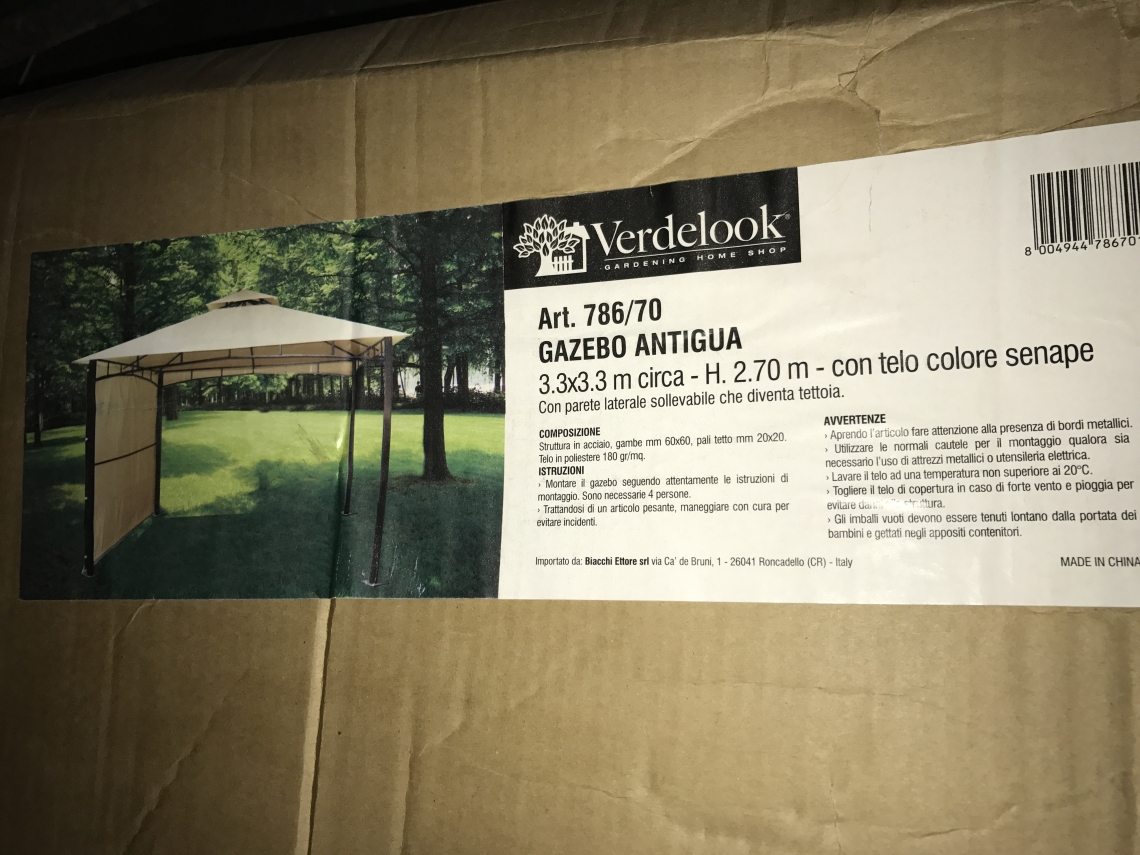 Verdelook®
GARDENING HOME SHOP
8 004944 78670
Art. 786/70
GAZEBO ANTIGUA
3.3x3.3 m circa - H. 2.70 m - con telo colore senape
Con parete laterale sollevabile che diventa tettoia.
COMPOSIZIONE
Struttura in acciaio, gambe mm 60x60, pali tetto mm 20x20.
Telo in poliestere 180 gr/mq.
ISTRUZIONI
› Montare il gazebo seguendo attentamente le istruzioni di
montaggio. Sono necessarie 4 persone.
› Trattandosi di un articolo pesante, maneggiare con cura per
evitare incidenti.
AVVERTENZE
› Aprendo l'articolo fare attenzione alla presenza di bordi metallici.
› Utilizzare le normali cautele per il montaggio qualora sia
necessario l'uso di attrezzi metallici o utensileria elettrica.
› Lavare il telo ad una temperatura non superiore ai 20°C.
› Togliere il telo di copertura in caso di forte vento e pioggia per
evitare struttura.
› Gli imballi vuoti devono essere tenuti lontano dalla portata dei
bambini e gettati negli appositi contenitori.
Importato da: Biacchi Ettore srl via Ca' de Bruni, 1 - 26041 Roncadello (CR) - Italy
MADE IN CHINA